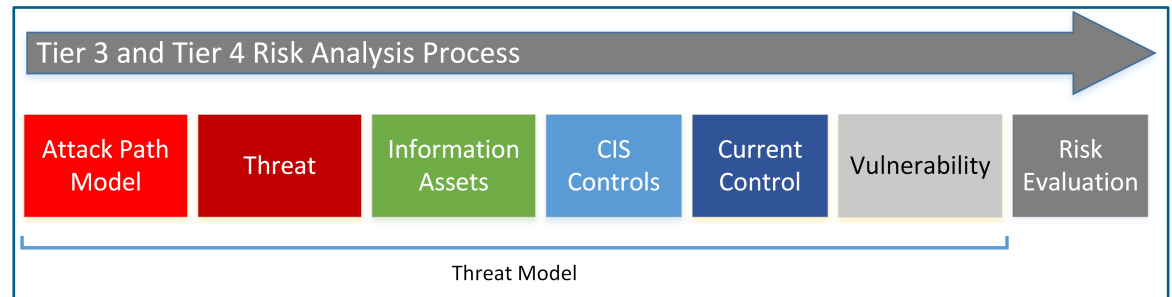 Tier 3 and Tier 4 Risk Analysis Process
Attack Path
Model
Threat
Information
Assets
CIS
Controls
Current
Control
Vulnerability
Risk
Evaluation
Threat Model